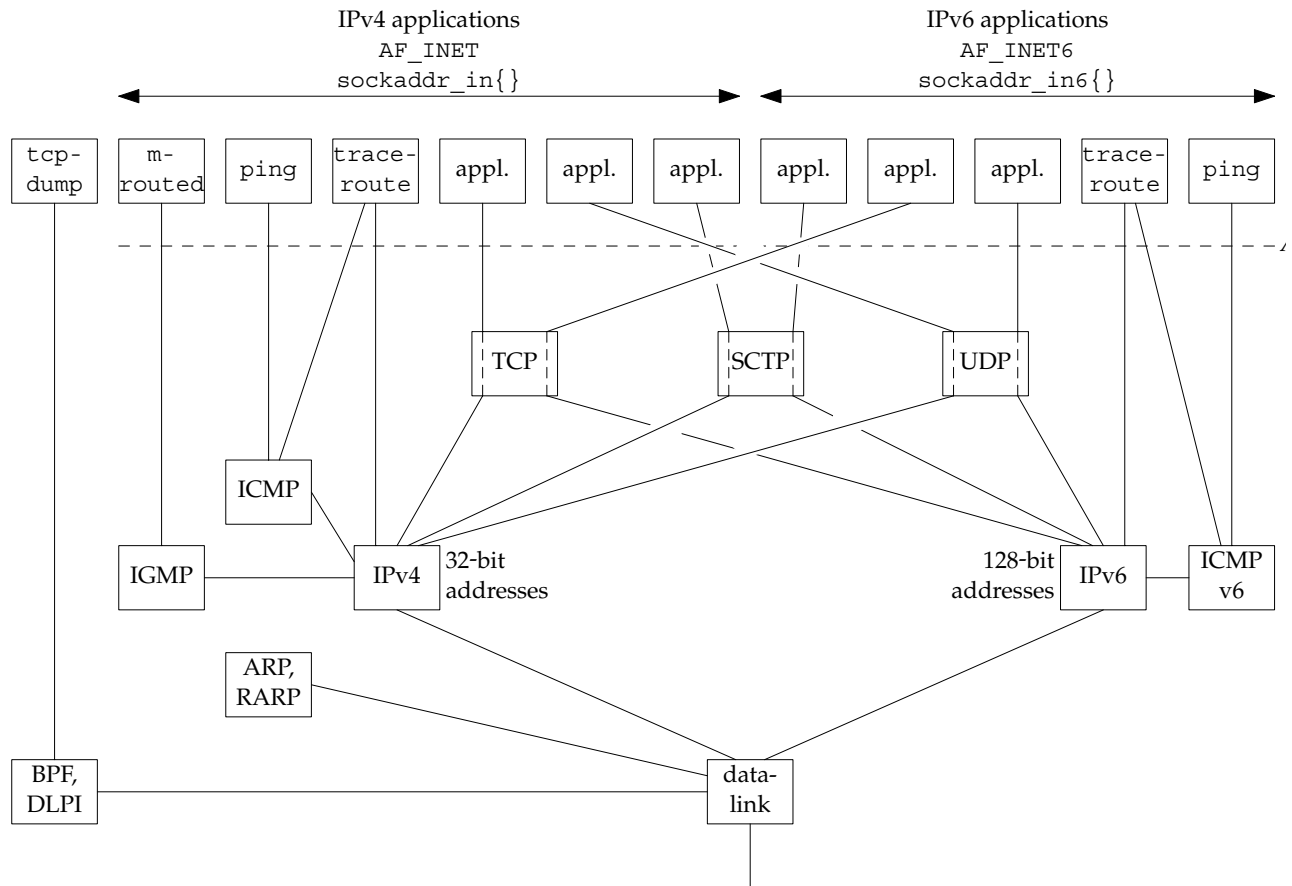 IPv4 applications
AF_INET
sockaddr_in{}
IPv6 applications
AF_INET6
sockaddr_in6{}
tcp-
dump
m-
routed
ping
trace-
route
appl.
appl.
appl.
appl.
appl.
appl.
trace-
route
ping
TCP
SCTP
UDP
ICMP
IGMP
IPv4
32-bit
addresses
128-bit
addresses
IPv6
ICMP
v6
ARP,
RARP
BPF,
DLPI
data-
link